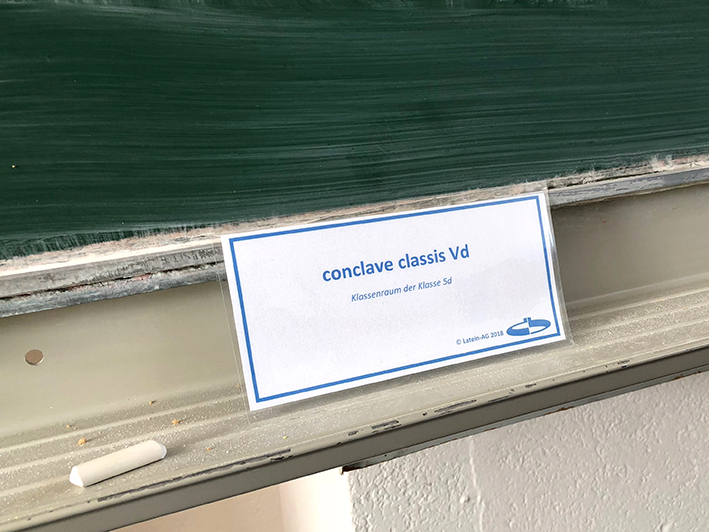 conclave classis Vd
Klassenraum der Klasse 5d
© Latein-AG 2018